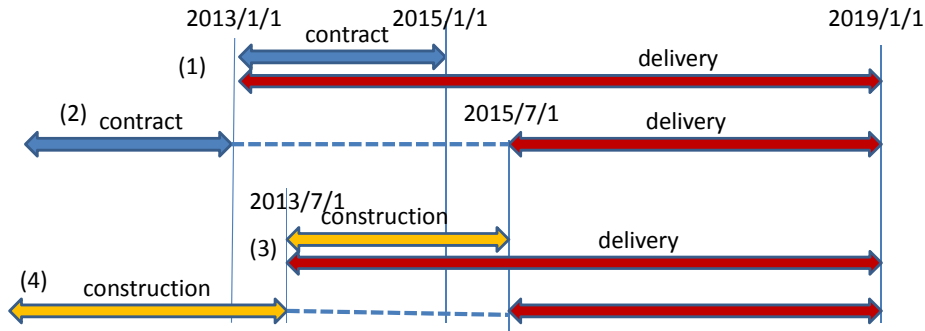 2013/1/1
2015/1/1
2019/1/1
contract
(1)
delivery
(2)
contract
2015/7/1
delivery
2013/7/1
construction
(3)
delivery
(4)
construction